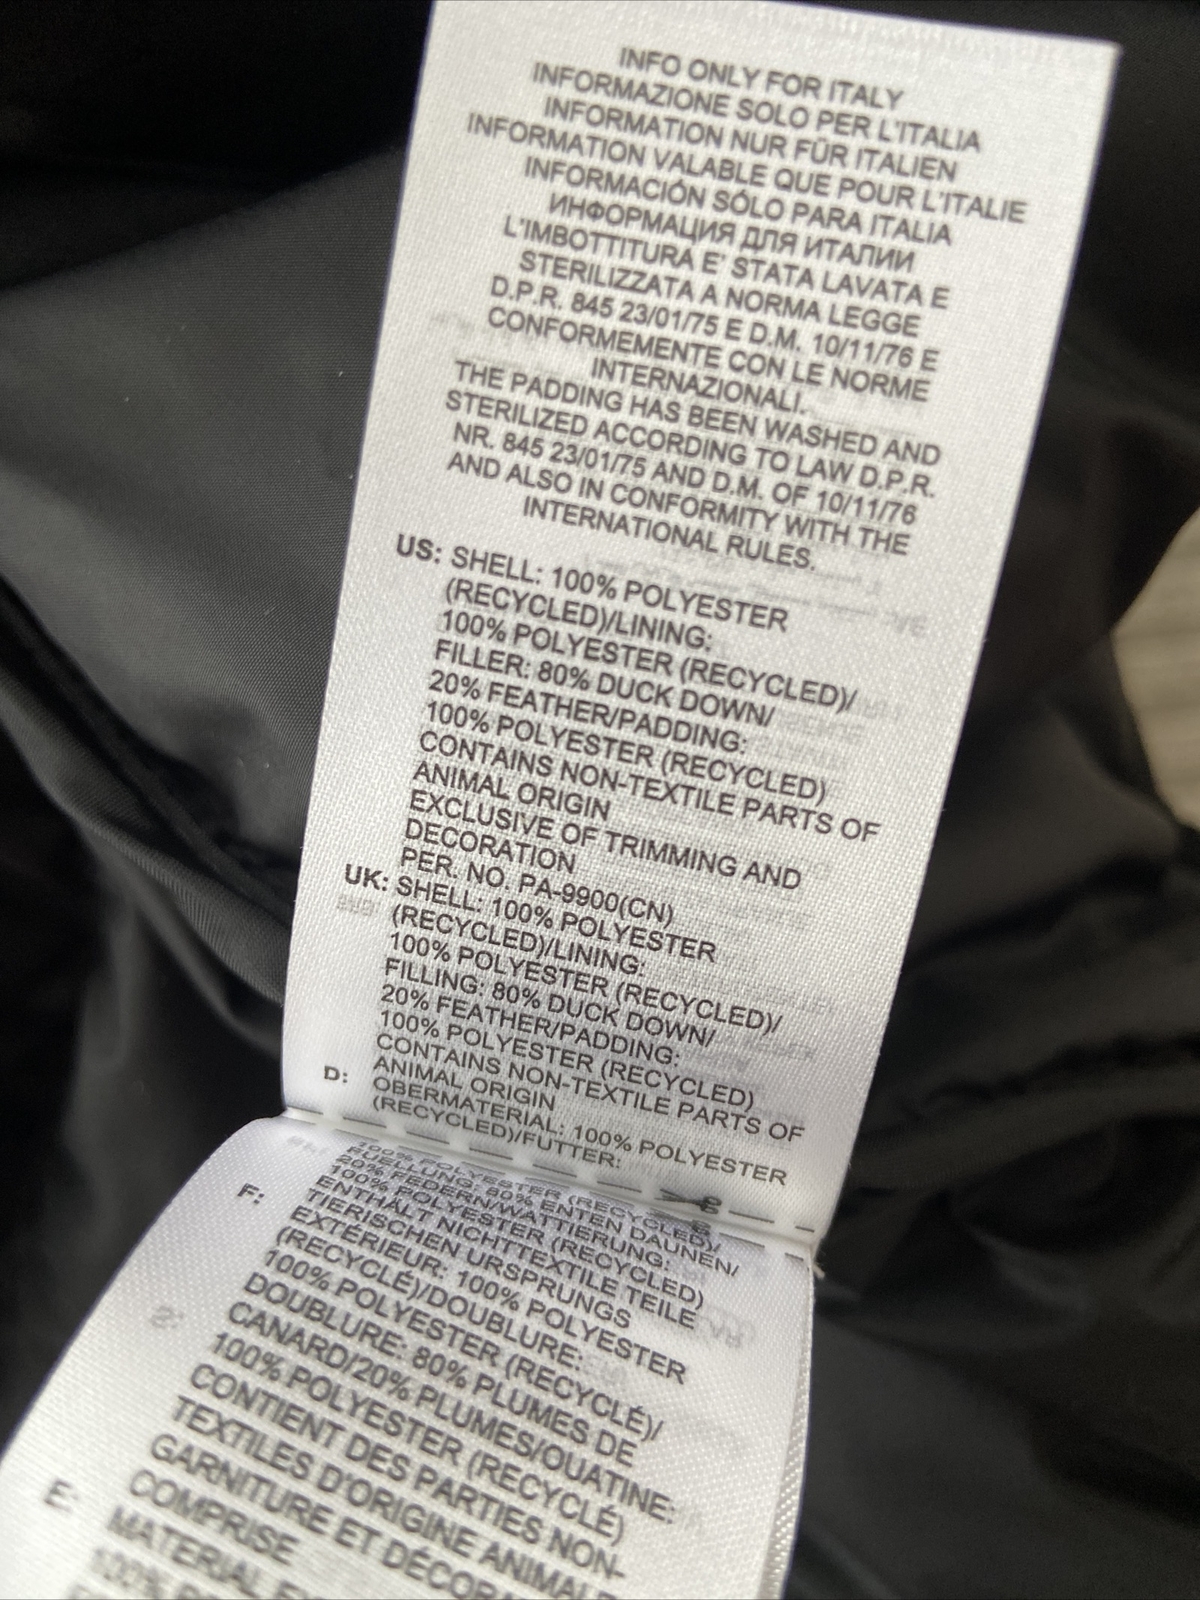 INFO ONLY FOR ITALY
INFORMAZIONE SOLO PER L'ITALIA
INFORMATION NUR FÜR ITALIEN
INFORMATION VALABLE QUE POUR L'ITALIE
INFORMACIÓN SÓLO PARA ITALIA
ИНФОРМАЦИЯ ДЛЯ ИТАЛИИ
L'IMBOTTITURA E' STATA LAVATA E
STERILIZZATA A NORMA LEGGE
D.P.R. 845 23/01/75 E D.M. 10/11/76 E
CONFORMEMENTE CON LE NORME
INTERNAZIONALI.
THE PADDING HAS BEEN WASHED AND
STERILIZED ACCORDING TO LAW D.P.R.
NR. 845 23/01/75 AND D.M. OF 10/11/76
AND ALSO IN CONFORMITY WITH THE
INTERNATIONAL RULES.
US: SHELL: 100% POLYESTER
(RECYCLED)/LINING:
100% POLYESTER (RECYCLED)/
FILLER: 80% DUCK DOWN/
20% FEATHER/PADDING:
100% POLYESTER (RECYCLED)
CONTAINS NON-TEXTILE PARTS OF
ANIMAL ORIGIN
EXCLUSIVE OF TRIMMING AND
DECORATION
PER. NO. PA-9900(CN)
UK: SHELL: 100% POLYESTER
(RECYCLED)/LINING:
100% POLYESTER (RECYCLED)/
FILLING: 80% DUCK DOWN/
20% FEATHER/PADDING:
100% POLYESTER (RECYCLED)
CONTAINS NON-TEXTILE PARTS OF
ANIMAL ORIGIN
D: OBERMATERIAL: 100% POLYESTER
(RECYCLED)/FUTTER:
100% POLYESTER (RECYCLED)/
FUELLUNG: 80% ENTEN DAUNEN/
20% FEDERN/WATTIERUNG:
100% POLYESTER (RECYCLED)
ENTHÄLT NICHTTEXTILE TEILE
TIERISCHEN URSPRUNGS
F: EXTÉRIEUR: 100% POLYESTER
(RECYCLÉ)/DOUBLURE:
100% POLYESTER (RECYCLÉ)/
DOUBLURE: 80% PLUMES DE
CANARD/20% PLUMES/OUATINE:
100% POLYESTER (RECYCLÉ)
CONTIENT DES PARTIES NON-
TEXTILES D'ORIGINE ANIMALE
GARNITURE ET
COMPRISE
E: MATERIAL
100%